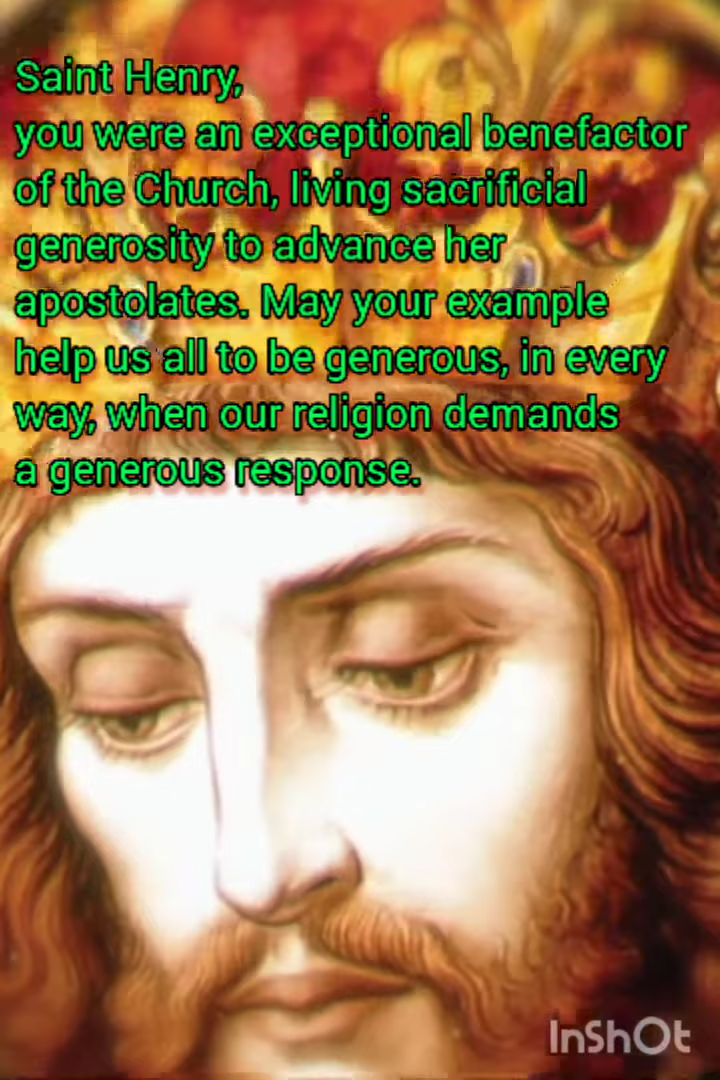 Saint Henry,
you were an exceptional benefactor
of the Church, living sacrificial
generosity to advance her
apostolates. May your example
help us all to be generous, in every
way, when our religion demands
a generous response.
InShOt